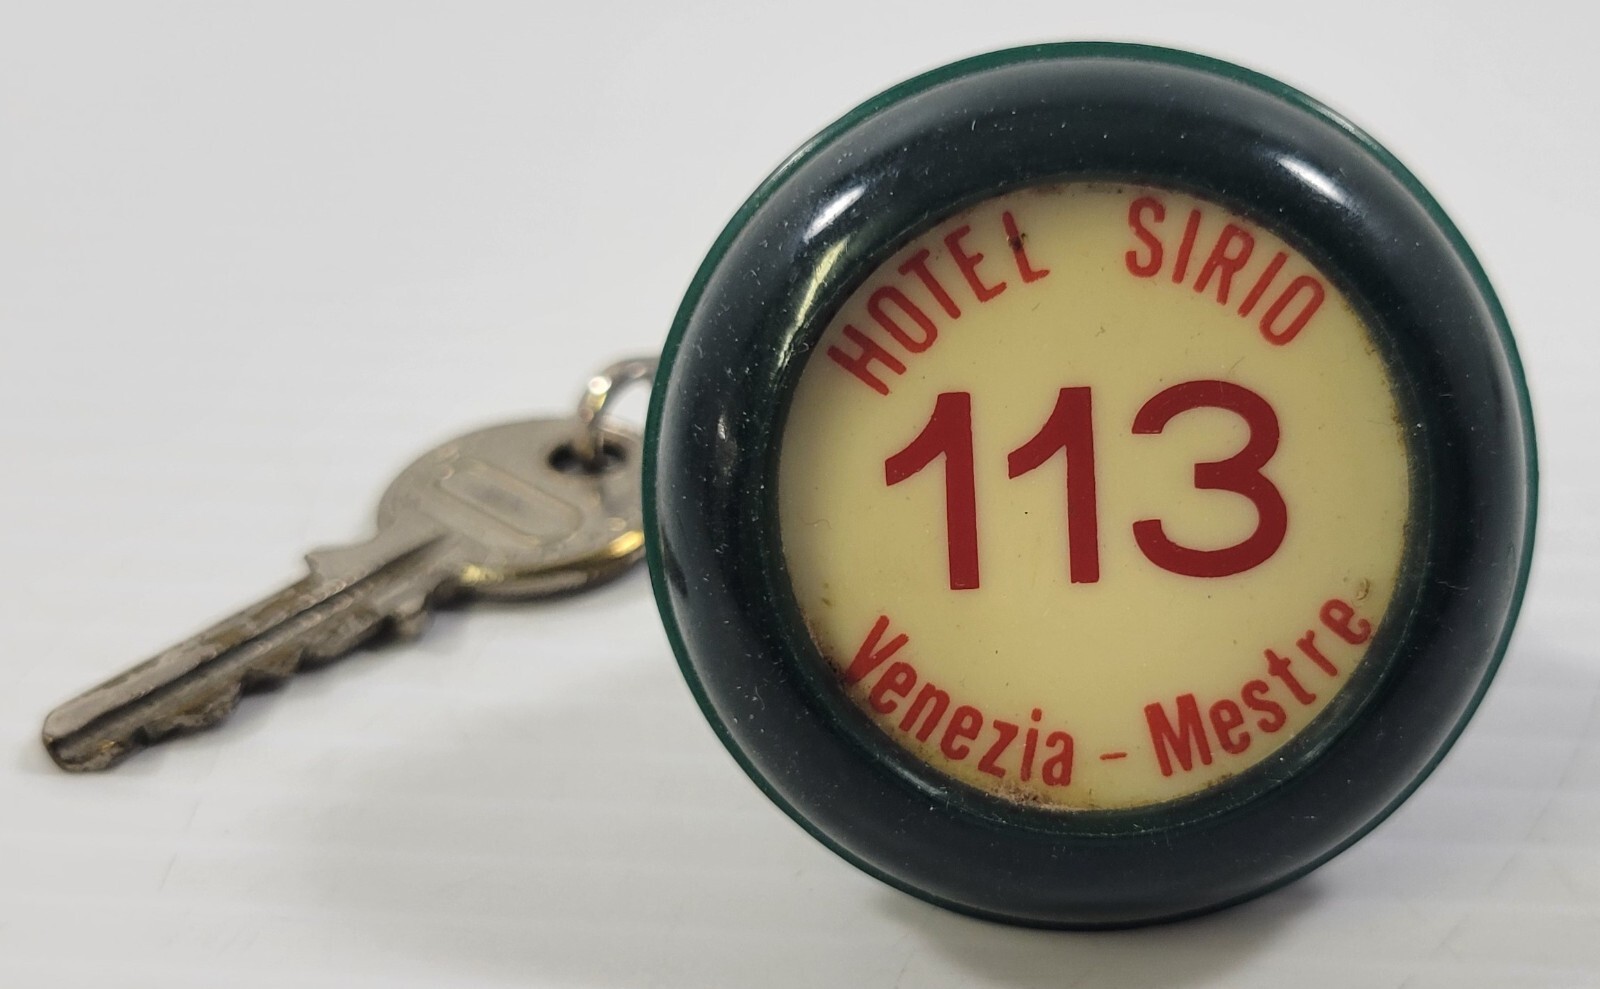 HOTEL SIRIO
113
Venezia - Mestre